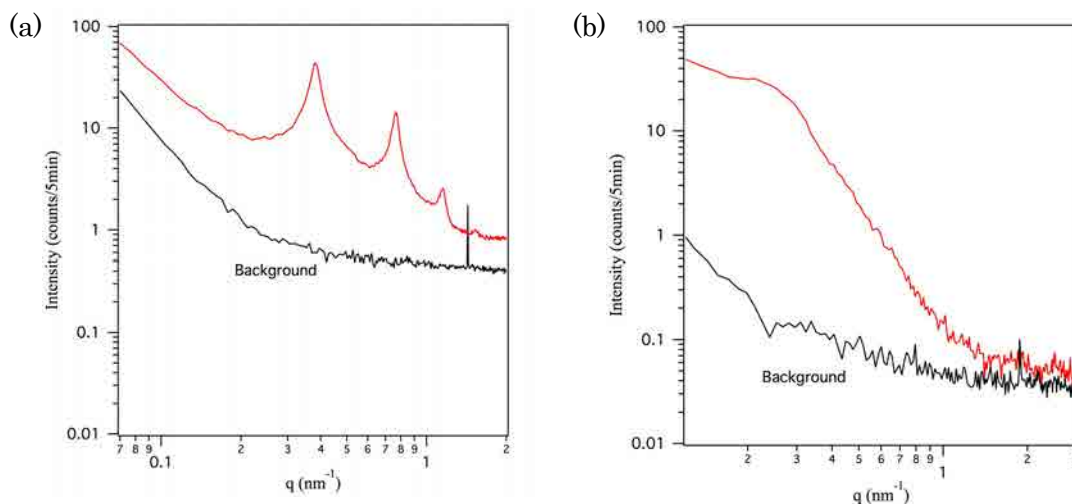 (a)
100
10
1
0.1
0.01
Intensity (counts/5min)
Background
7 8 9 2 3 4 5 6 7 8 9 2
0.1 1
q (nm⁻¹)
(b)
100
10
1
0.1
0.01
Intensity (counts/5min)
Background
2 3 4 5 6 7 8 9 2 3
1
q (nm⁻¹)